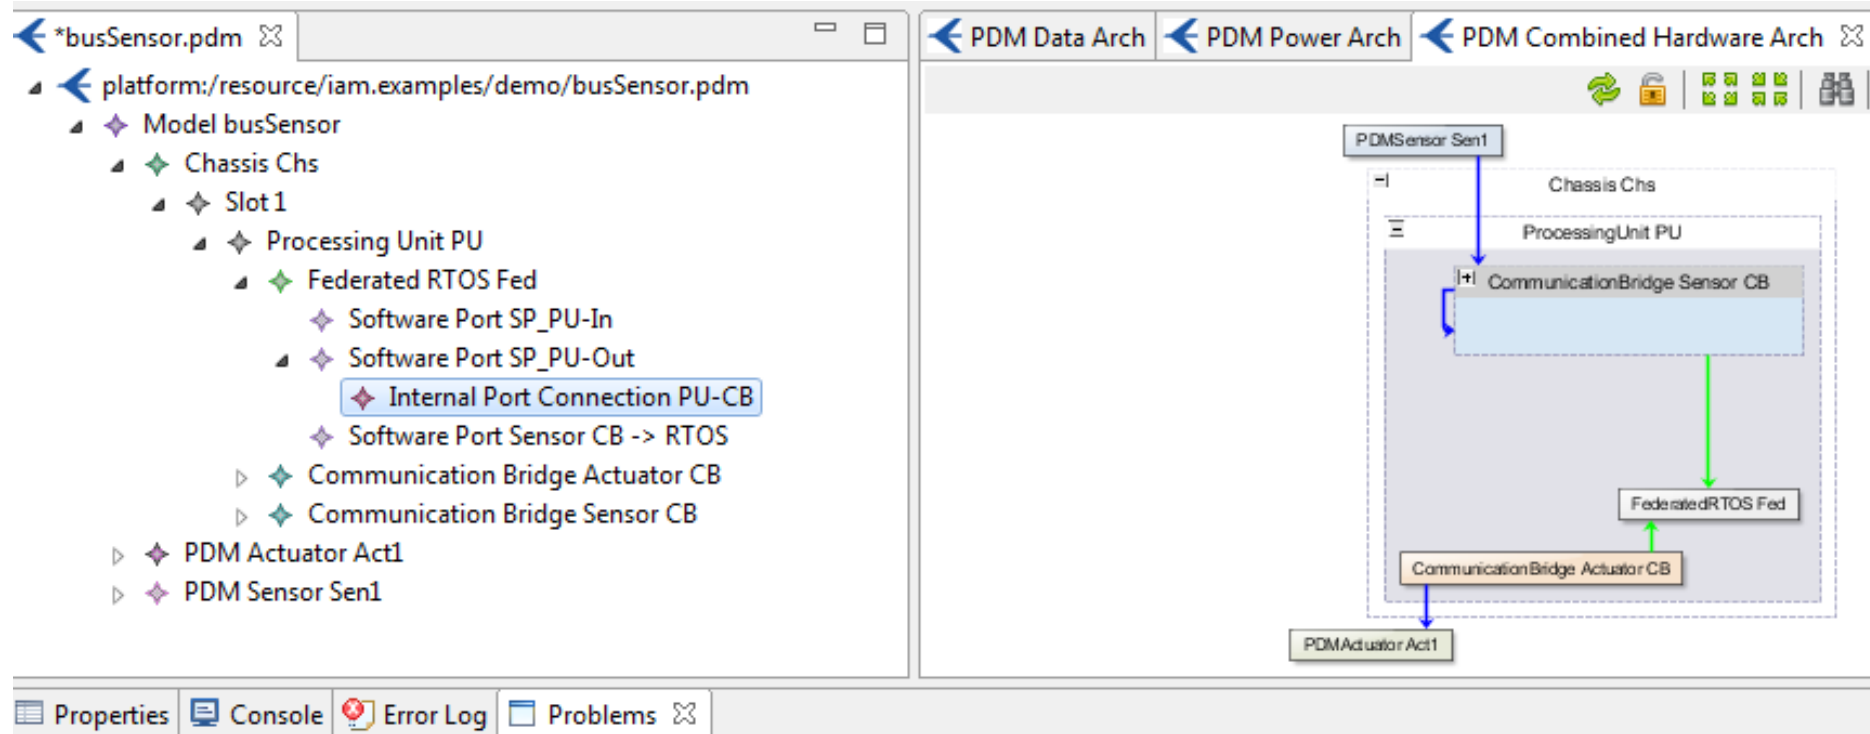 *busSensor.pdm
platform:/resource/iam.examples/demo/busSensor.pdm
Model busSensor
Chassis Chs
Slot 1
Processing Unit PU
Federated RTOS Fed
Software Port SP_PU-In
Software Port SP_PU-Out
Internal Port Connection PU-CB
Software Port Sensor CB -> RTOS
Communication Bridge Actuator CB
Communication Bridge Sensor CB
PDM Actuator Act1
PDM Sensor Sen1
PDM Data Arch PDM Power Arch PDM Combined Hardware Arch
PDMSensor Sen1
Chassis Chs
ProcessingUnit PU
CommunicationBridge Sensor CB
FederatedRTOS Fed
CommunicationBridge Actuator CB
PDMActuator Act1
Properties Console Error Log Problems